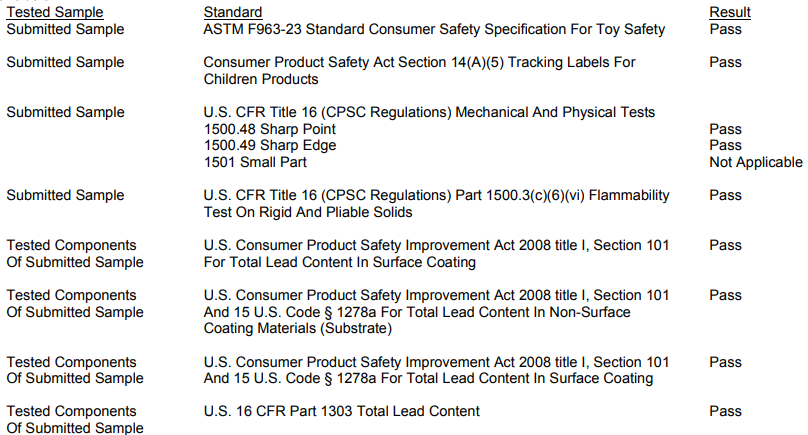 Tested Sample Standard Result
Submitted Sample ASTM F963-23 Standard Consumer Safety Specification For Toy Safety Pass
Submitted Sample Consumer Product Safety Act Section 14(A)(5) Tracking Labels For Pass
Children Products
Submitted Sample U.S. CFR Title 16 (CPSC Regulations) Mechanical And Physical Tests
1500.48 Sharp Point Pass
1500.49 Sharp Edge Pass
1501 Small Part Not Applicable
Submitted Sample U.S. CFR Title 16 (CPSC Regulations) Part 1500.3(c)(6)(vi) Flammability Pass
Test On Rigid And Pliable Solids
Tested Components U.S. Consumer Product Safety Improvement Act 2008 title I, Section 101 Pass
Of Submitted Sample For Total Lead Content In Surface Coating
Tested Components U.S. Consumer Product Safety Improvement Act 2008 title I, Section 101 Pass
Of Submitted Sample And 15 U.S. Code § 1278a For Total Lead Content In Non-Surface
Coating Materials (Substrate)
Tested Components U.S. Consumer Product Safety Improvement Act 2008 title I, Section 101 Pass
Of Submitted Sample And 15 U.S. Code § 1278a For Total Lead Content In Surface Coating
Tested Components U.S. 16 CFR Part 1303 Total Lead Content Pass
Of Submitted Sample